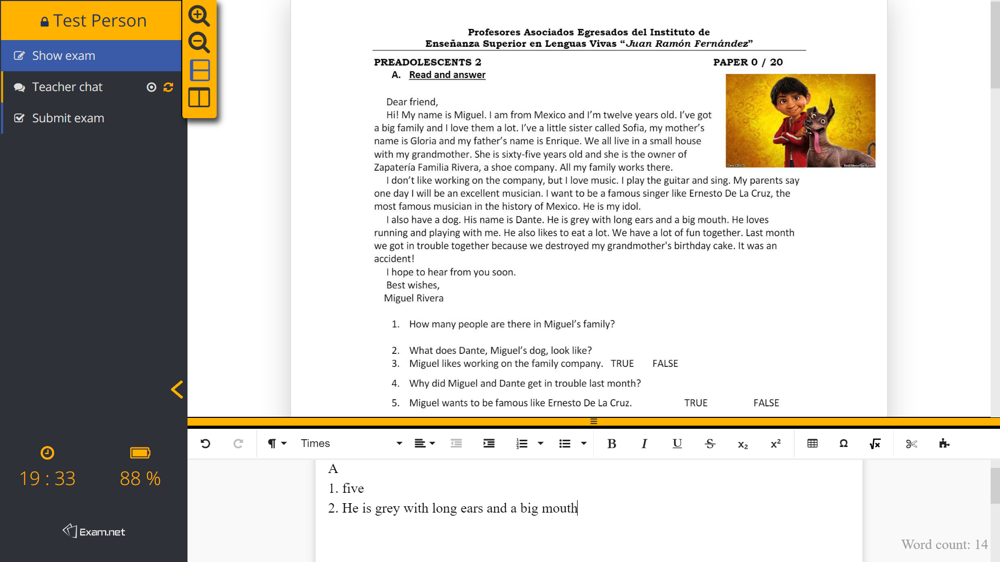 Test Person
Show exam
Teacher chat
Submit exam
Profesores Asociados Egresados del Instituto de
Enseñanza Superior en Lenguas Vivas “Juan Ramón Fernández”
PREADOLESCENTS 2 PAPER 0 / 20
A. Read and answer
Dear friend,
Hi! My name is Miguel. I am from Mexico and I’m twelve years old. I’ve got
a big family and I love them a lot. I’ve a little sister called Sofia, my mother’s
name is Gloria and my father’s name is Enrique. We all live in a small house
with my grandmother. She is sixty-five years old and she is the owner of
Zapatería Familia Rivera, a shoe company. All my family works there.
Coco (2017) BestMovieWalls.com
I don’t like working on the company, but I love music. I play the guitar and sing. My parents say
one day I will be an excellent musician. I want to be a famous singer like Ernesto De La Cruz, the
most famous musician in the history of Mexico. He is my idol.
I also have a dog. His name is Dante. He is grey with long ears and a big mouth. He loves
running and playing with me. He also likes to eat a lot. We have a lot of fun together. Last month
we got in trouble together because we destroyed my grandmother's birthday cake. It was an
accident!
I hope to hear from you soon.
Best wishes,
Miguel Rivera
1. How many people are there in Miguel’s family?
2. What does Dante, Miguel’s dog, look like?
3. Miguel likes working on the family company. TRUE FALSE
4. Why did Miguel and Dante get in trouble last month?
5. Miguel wants to be famous like Ernesto De La Cruz. TRUE FALSE
Times
B I U S x₂ x² Ω √x
A
1. five
2. He is grey with long ears and a big mouth
Word count: 14
19 : 33 88 %
Exam.net